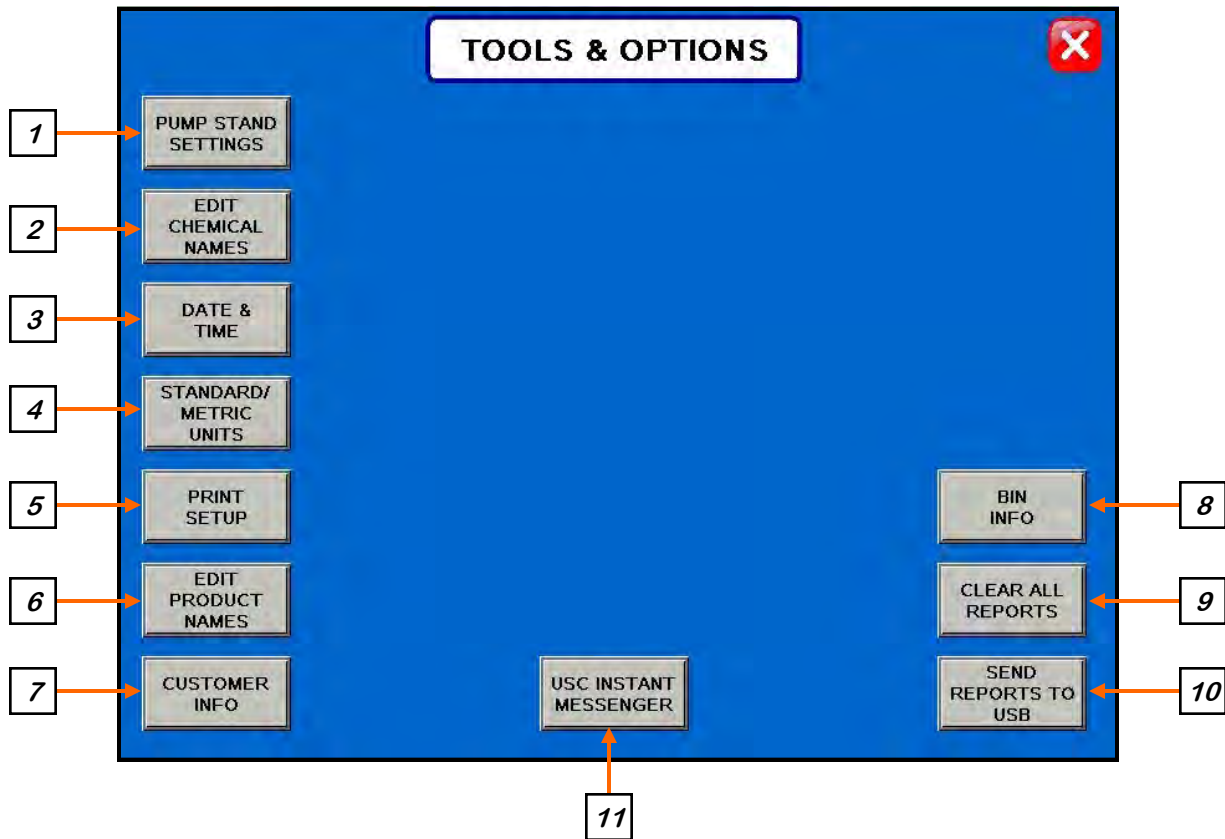 TOOLS & OPTIONS
1
PUMP STAND
SETTINGS
2
EDIT
CHEMICAL
NAMES
3
DATE &
TIME
4
STANDARD/
METRIC
UNITS
5
PRINT
SETUP
6
EDIT
PRODUCT
NAMES
7
CUSTOMER
INFO
BIN
INFO
8
CLEAR ALL
REPORTS
9
SEND
REPORTS TO
USB
10
USC INSTANT
MESSENGER
11